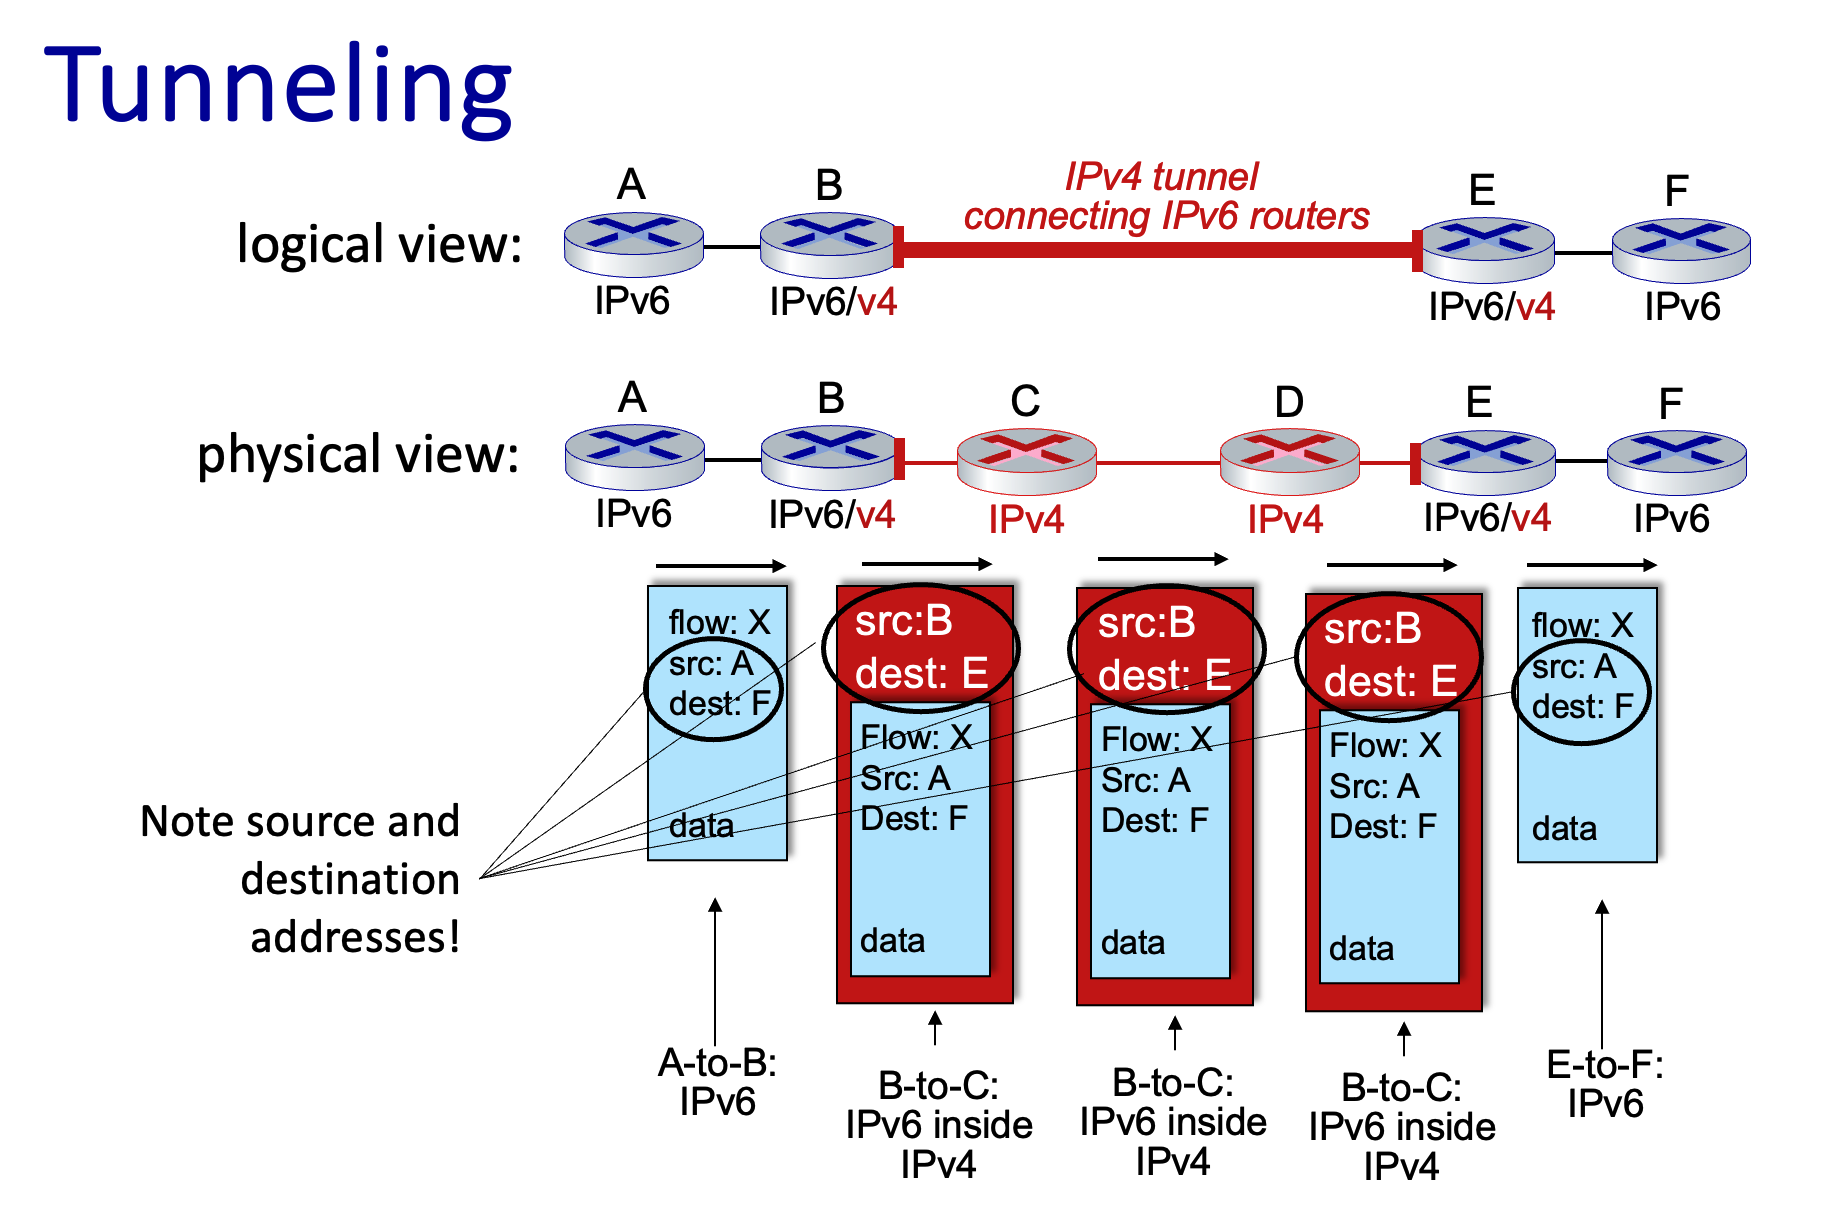 Tunneling
IPv4 tunnel
connecting IPv6 routers
A
B
E
F
logical view:
IPv6
IPv6/v4
IPv6/v4
IPv6
A
B
C
D
E
F
physical view:
IPv6
IPv6/v4
IPv4
IPv4
IPv6/v4
IPv6
flow: X
src: A
dest: F
data
src:B
dest: E
Flow: X
Src: A
Dest: F
data
src:B
dest: E
Flow: X
Src: A
Dest: F
data
src:B
dest: E
Flow: X
Src: A
Dest: F
data
flow: X
src: A
dest: F
data
Note source and
destination
addresses!
A-to-B:
IPv6
B-to-C:
IPv6 inside
IPv4
B-to-C:
IPv6 inside
IPv4
B-to-C:
IPv6 inside
IPv4
E-to-F:
IPv6